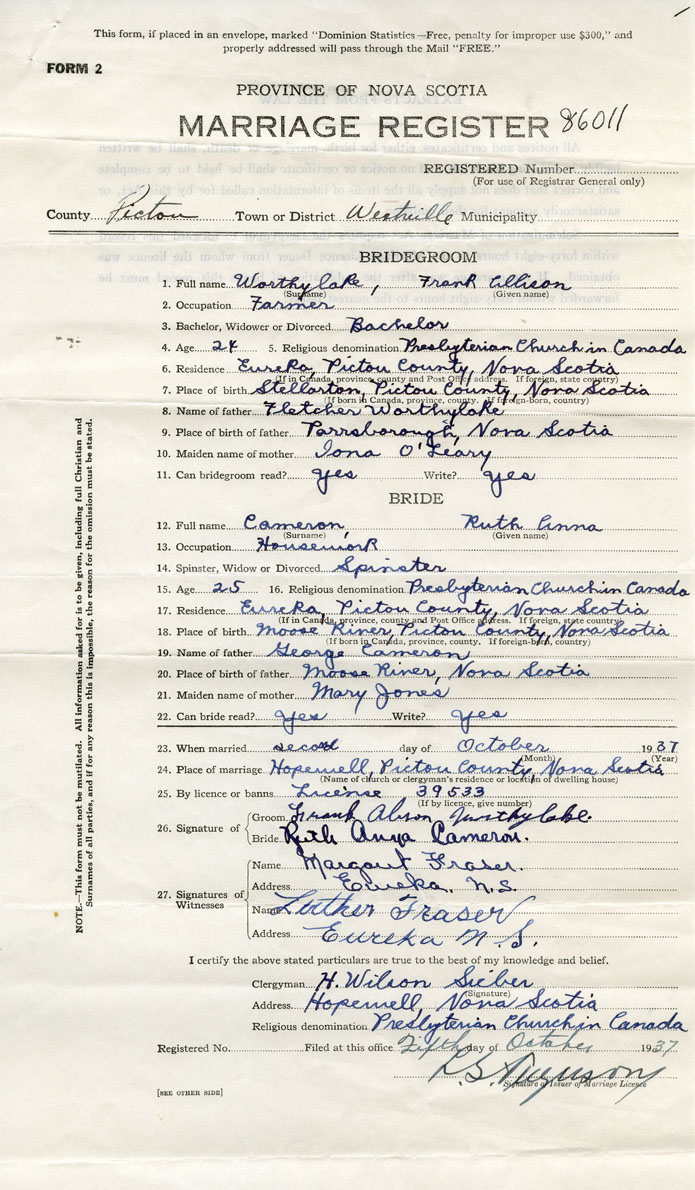 This form, if placed in an envelope, marked "Dominion Statistics—Free, penalty for improper use $300," and
properly addressed will pass through the Mail "FREE."
FORM 2
PROVINCE OF NOVA SCOTIA
MARRIAGE REGISTER 86011
REGISTERED Number
(For use of Registrar General only)
County Pictou Town or District Westville Municipality
BRIDEGROOM
1. Full name Worthylake, Frank Allison
(Surname) (Given name)
2. Occupation Farmer
3. Bachelor, Widower or Divorced Bachelor
4. Age 24 5. Religious denomination Presbyterian Church in Canada
6. Residence Eureka, Pictou County, Nova Scotia
(If in Canada, province, county and Post Office address. If foreign, state country)
7. Place of birth Stellarton, Pictou County, Nova Scotia
(If born in Canada, province, county. If foreign-born, country)
8. Name of father Fletcher Worthylake
9. Place of birth of father Parrsborough, Nova Scotia
10. Maiden name of mother Iona O'Leary
11. Can bridegroom read? yes Write? yes
BRIDE
12. Full name Cameron, Ruth Anna
(Surname) (Given name)
13. Occupation Housework
14. Spinster, Widow or Divorced Spinster
15. Age 25 16. Religious denomination Presbyterian Church in Canada
17. Residence Eureka, Pictou County, Nova Scotia
(If in Canada, province, county and Post Office address. If foreign, state country)
18. Place of birth Moose River, Pictou County, Nova Scotia
(If born in Canada, province, county. If foreign-born, country)
19. Name of father George Cameron
20. Place of birth of father Moose River, Nova Scotia
21. Maiden name of mother Mary Jones
22. Can bride read? yes Write? yes
23. When married second day of October 1937
(Month) (Year)
24. Place of marriage Hopewell, Pictou County, Nova Scotia
(Name of church or clergyman's residence or location of dwelling house)
25. By licence or banns License 39533
(If by licence, give number)
26. Signature of
Groom Frank Alison Worthylake
Bride Ruth Anna Cameron.
27. Signatures of Witnesses
Name Margaret Fraser.
Address Eureka, N.S.
Name Luther Fraser
Address Eureka N.S.
I certify the above stated particulars are true to the best of my knowledge and belief.
Clergyman H. Wilson Sieber
(Signature)
Address Hopewell, Nova Scotia
Religious denomination Presbyterian Church in Canada
Registered No. Filed at this office Fifth day of October 1937
Signature of Issuer of Marriage Licence
[SEE OTHER SIDE]
NOTE.—This form must not be mutilated. All information asked for is to be given, including full Christian and
Surnames of all parties, and if for any reason this is impossible, the reason for the omission must be stated.